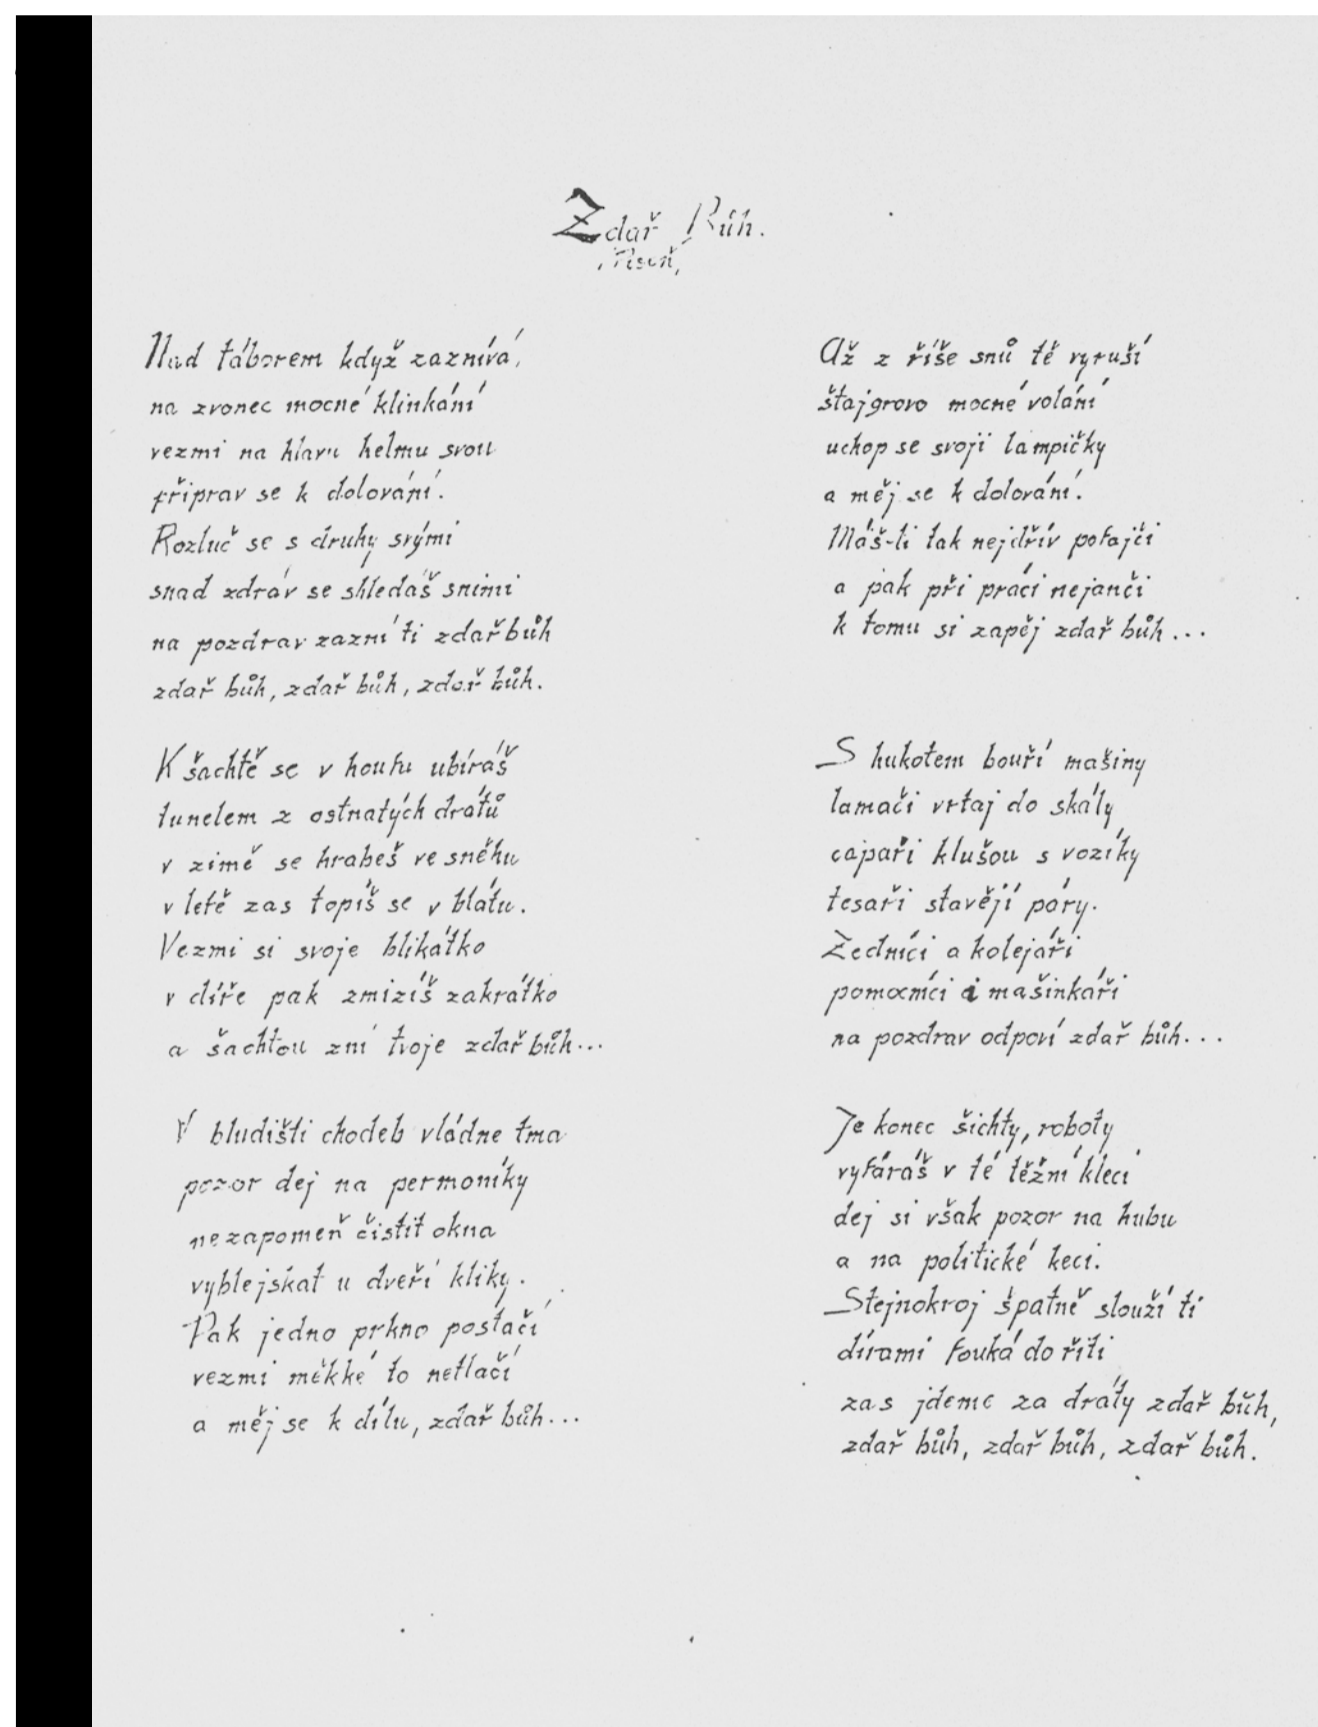 Zdař Bůh.
Píseň,
Nad táborem když zaznívá,
na zvonec mocné klinkání
vezmi na hlavu helmu svou
připrav se k dolování.
Rozluč se s druhy svými
snad zdráv se shledáš snimi
na pozdrav zazní ti zdař bůh
zdař bůh, zdař bůh, zdař bůh.
K šachtě se v houfu ubíráš
tunelem z ostnatých drátů
v zimě se hrabeš ve sněhu
v letě zas topíš se v blátu.
Vezmi si svoje blikátko
v díře pak zmizíš zakrátko
a šachtou zní tvoje zdař bůh...
V bludišti chodeb vládne tma
pozor dej na permoníky
nezapomeň čistit okna
vyblejskat u dveří kliky.
Pak jedno prkno postačí
vezmi měkké to netlačí
a měj se k dílu, zdař bůh...
Až z říše snů tě vyruší
štajgrovo mocné volání
uchop se svoji lampičky
a měj se k dolování.
Máš-li tak nejdřív pofajči
a pak při práci nejanči
k tomu si zapěj zdař bůh...
S hukotem bouří mašiny
lamači vrtaj do skály
capaři klušou s vozíky
tesaři stavějí páry.
Zedníci a kolejáři
pomocníci i mašinkáři
na pozdrav odpoví zdař bůh...
Je konec šichty, roboty
vyfáráš v té těžní kleci
dej si však pozor na hubu
a na politické keci.
Stejnokroj špatně slouží ti
dírami fouká do řiti
zas jdeme za dráty zdař bůh,
zdař bůh, zdař bůh, zdař bůh.